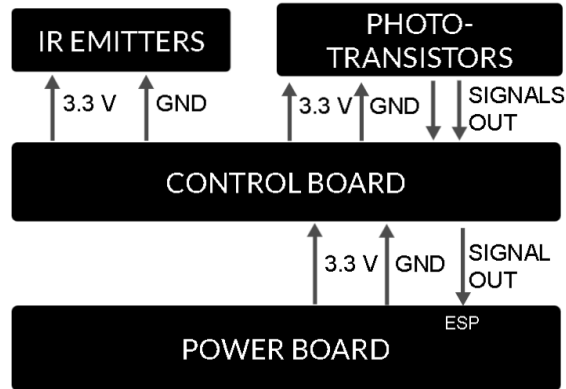 IR EMITTERS
PHOTO-
TRANSISTORS
3.3 V
GND
3.3 V
GND
SIGNALS
OUT
CONTROL BOARD
3.3 V
GND
SIGNAL
OUT
ESP
POWER BOARD